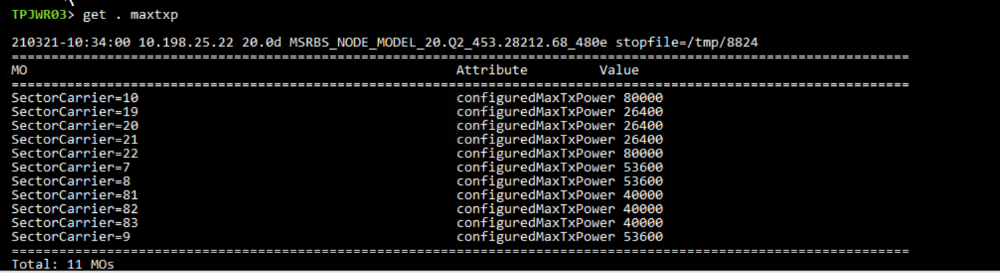 TPJWR03> get . maxtxp
210321-10:34:00 10.198.25.22 20.0d MSRBS_NODE_MODEL_20.Q2_453.28212.68_480e stopfile=/tmp/8824
=================================================================================================================
MO Attribute Value
=================================================================================================================
SectorCarrier=10 configuredMaxTxPower 80000
SectorCarrier=19 configuredMaxTxPower 26400
SectorCarrier=20 configuredMaxTxPower 26400
SectorCarrier=21 configuredMaxTxPower 26400
SectorCarrier=22 configuredMaxTxPower 80000
SectorCarrier=7 configuredMaxTxPower 53600
SectorCarrier=8 configuredMaxTxPower 53600
SectorCarrier=81 configuredMaxTxPower 40000
SectorCarrier=82 configuredMaxTxPower 40000
SectorCarrier=83 configuredMaxTxPower 40000
SectorCarrier=9 configuredMaxTxPower 53600
=================================================================================================================
Total: 11 MOs